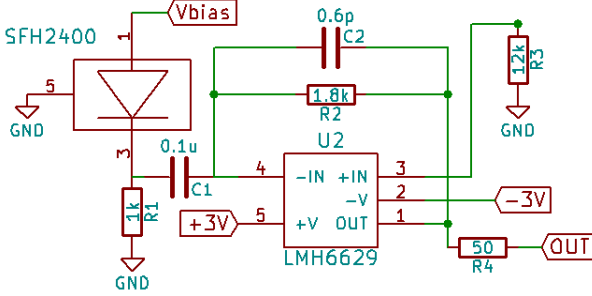 Vbias
SFH2400
1
5
GND
3
0.1u
C1
1k
R1
GND
0.6p
C2
1.8k
R2
U2
4
-IN
+IN
3
-V
2
-3V
+3V
5
+V
OUT
1
LMH6629
12k
R3
GND
50
R4
OUT